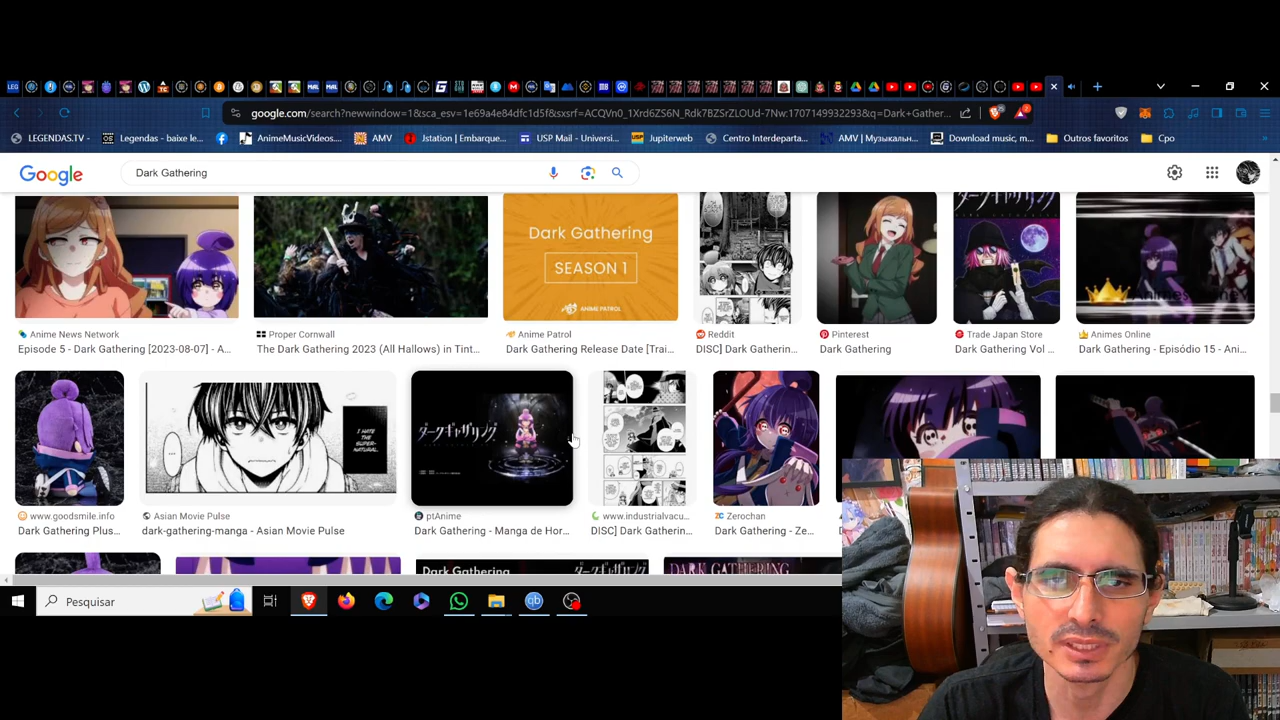 google.com/search?newwindow=1&sca_esv=1e69a4e84dfc1d5f&sxsrf=ACQVn0_1Xrd6ZS6N_Rdk7BZSrZLOUd-7Nw:1707149932293&q=Dark+Gather...
LEGENDAS.TV -
Legendas - baixe le...
AnimeMusicVideos....
AMV
Jstation | Embarque...
USP Mail - Universi...
Jupiterweb
Centro Interdeparta...
AMV | Музыкальн...
Download music, m...
Outros favoritos
Cpo
Google
Dark Gathering
Dark Gathering
SEASON 1
ANIME PATROL
Anime News Network
Episode 5 - Dark Gathering [2023-08-07] - A...
Proper Cornwall
The Dark Gathering 2023 (All Hallows) in Tint...
Anime Patrol
Dark Gathering Release Date [Trai...
Reddit
DISC] Dark Gatherin...
Pinterest
Dark Gathering
Trade Japan Store
Dark Gathering Vol ...
Animes Online
Dark Gathering - Episódio 15 - Ani...
I HATE THE SUPER-NATURAL
ダークギャザリング
www.goodsmile.info
Dark Gathering Plus...
Asian Movie Pulse
dark-gathering-manga - Asian Movie Pulse
ptAnime
Dark Gathering - Manga de Hor...
www.industrialvacu...
DISC] Dark Gatherin...
Zerochan
Dark Gathering - Ze...
Dark Gathering
DARK GATHERING
Pesquisar